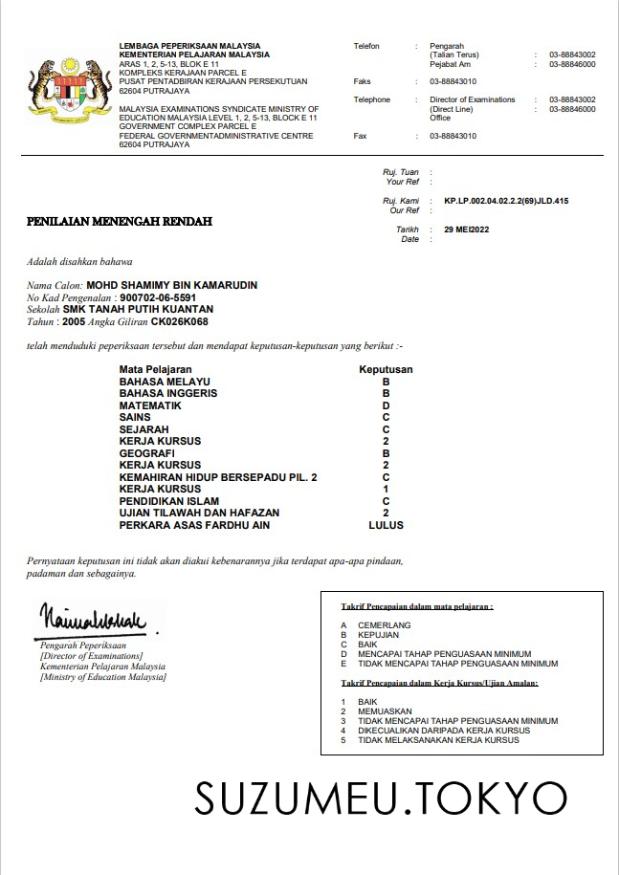 LEMBAGA PEPERIKSAAN MALAYSIA
KEMENTERIAN PELAJARAN MALAYSIA
ARAS 1, 2, 5-13, BLOK E 11
KOMPLEKS KERAJAAN PARCEL E
PUSAT PENTADBIRAN KERAJAAN PERSEKUTUAN
62604 PUTRAJAYA
MALAYSIA EXAMINATIONS SYNDICATE MINISTRY OF
EDUCATION MALAYSIA LEVEL 1, 2, 5-13, BLOCK E 11
GOVERNMENT COMPLEX PARCEL E
FEDERAL GOVERNMENTADMINISTRATIVE CENTRE
62604 PUTRAJAYA
Telefon : Pengarah
(Talian Terus) : 03-88843002
Pejabat Am : 03-88846000
Faks : 03-88843010
Telephone : Director of Examinations : 03-88843002
(Direct Line) : 03-88846000
Office
Fax : 03-88843010
Ruj. Tuan :
Your Ref :
Ruj. Kami : KP.LP.002.04.02.2.2(69)JLD.415
Our Ref :
Tarikh : 29 MEI2022
Date :
PENILAIAN MENENGAH RENDAH
Adalah disahkan bahawa
Nama Calon: MOHD SHAMIMY BIN KAMARUDIN
No Kad Pengenalan : 900702-06-5591
Sekolah SMK TANAH PUTIH KUANTAN
Tahun : 2005 Angka Giliran CK026K068
telah menduduki peperiksaan tersebut dan mendapat keputusan-keputusan yang berikut :-
Mata Pelajaran Keputusan
BAHASA MELAYU B
BAHASA INGGERIS B
MATEMATIK D
SAINS C
SEJARAH C
KERJA KURSUS 2
GEOGRAFI B
KERJA KURSUS 2
KEMAHIRAN HIDUP BERSEPADU PIL. 2 C
KERJA KURSUS 1
PENDIDIKAN ISLAM C
UJIAN TILAWAH DAN HAFAZAN 2
PERKARA ASAS FARDHU AIN LULUS
Pernyataan keputusan ini tidak akan diakui kebenarannya jika terdapat apa-apa pindaan,
padaman dan sebagainya.
Pengarah Peperiksaan
[Director of Examinations]
Kementerian Pelajaran Malaysia
[Ministry of Education Malaysia]
Takrif Pencapaian dalam mata pelajaran :
A CEMERLANG
B KEPUJIAN
C BAIK
D MENCAPAI TAHAP PENGUASAAN MINIMUM
E TIDAK MENCAPAI TAHAP PENGUASAAN MINIMUM
Takrif Pencapaian dalam Kerja Kursus/Ujian Amalan:
1 BAIK
2 MEMUASKAN
3 TIDAK MENCAPAI TAHAP PENGUASAAN MINIMUM
4 DIKECUALIKAN DARIPADA KERJA KURSUS
5 TIDAK MELAKSANAKAN KERJA KURSUS
SUZUMEU.TOKYO